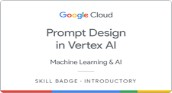 Google Cloud
Prompt Design
in Vertex AI
Machine Learning & AI
SKILL BADGE · INTRODUCTORY